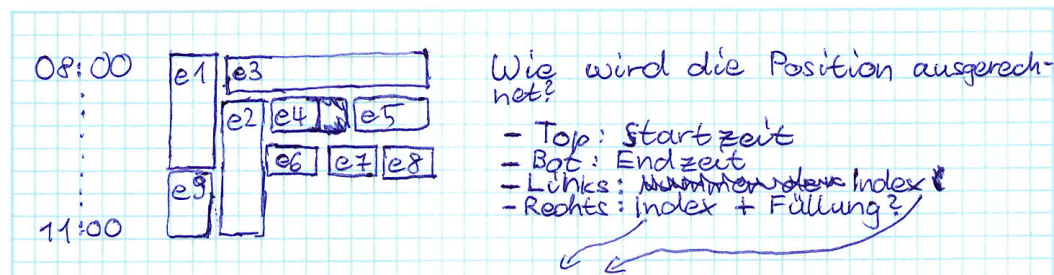 08:00
e1 e3
e2 e4 e5
e6 e7 e8
e9
11:00
Wie wird die Position ausgerech-
net?
- Top: Startzeit
- Bot: Endzeit
- Links: Index
- Rechts: Index + Füllung?